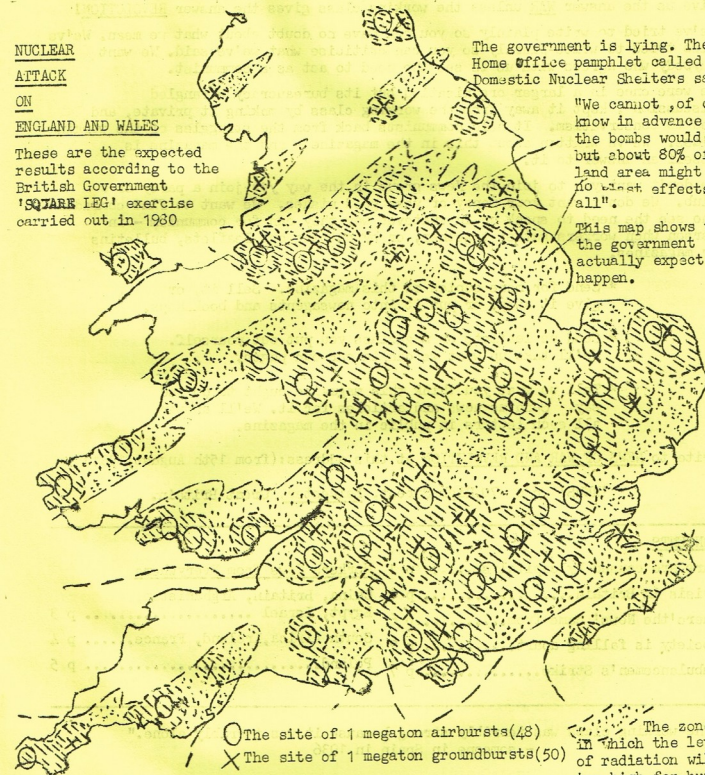 NUCLEAR
ATTACK
ON
ENGLAND AND WALES
These are the expected
results according to the
British Government
'SQUARE LEG' exercise
carried out in 1980
The government is lying. The
Home Office pamphlet called
Domestic Nuclear Shelters sa
"We cannot ,of c
know in advance
the bombs would
but about 80% of
land area might
no blast effects
all".
This map shows
the government
actually expect
happen.
The site of 1 megaton airbursts(48)
The site of 1 megaton groundbursts(50)
The zon
in which the le
of radiation wil